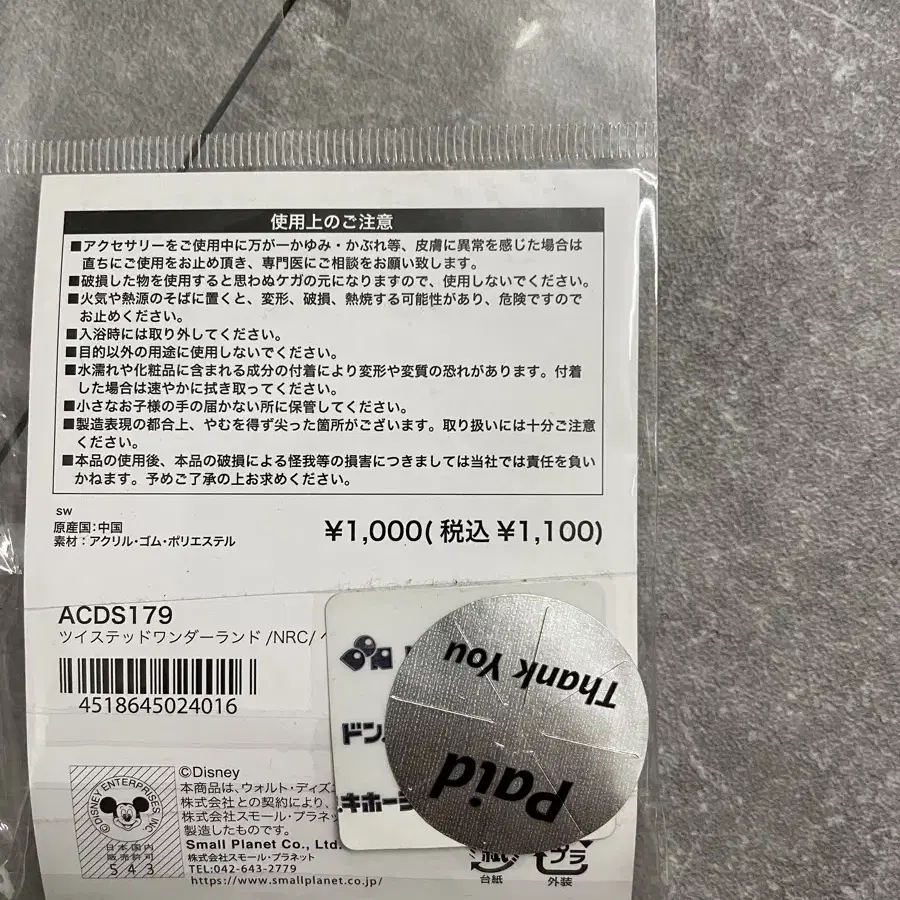 使用上のご注意
■アクセサリーをご使用中に万が一かゆみ・かぶれ等、皮膚に異常を感じた場合は
直ちにご使用をお止め頂き、専門医にご相談をお願い致します。
■破損した物を使用すると思わぬケガの元になりますので、使用しないでください。
■火気や熱源のそばに置くと、変形、破損、熱焼する可能性があり、危険ですので
お止めください。
■入浴時には取り外してください。
■目的以外の用途に使用しないでください。
■水濡れや化粧品に含まれる成分の付着により変形や変質の恐れがあります。付着
した場合は速やかに拭き取ってください。
■小さなお子様の手の届かない所に保管してください。
■製造表現の都合上、やむを得ず尖った箇所がございます。取り扱いには十分ご注意
ください。
■本品の使用後、本品の破損による怪我等の損害につきましては当社では責任を負い
かねます。予めご了承の上お求めください。
sw
原産国:中国
素材:アクリル・ゴム・ポリエステル
¥1,000(税込 ¥1,100)
ACDS179
ツイステッドワンダーランド /NRC/
4518645024016
ドン
キホー
Thank You
Paid
©DISNEY ENTERPRISES, INC
日本国内
販売許可
543
©Disney
本商品は、ウォルト・ディズ
株式会社との契約により、
株式会社スモール・プラネッ
製造したものです。
Small Planet Co., Ltd.
株式会社スモール・プラネット
TEL:042-643-2779
https://www.smallplanet.co.jp/
紙
台紙
プラ
外装